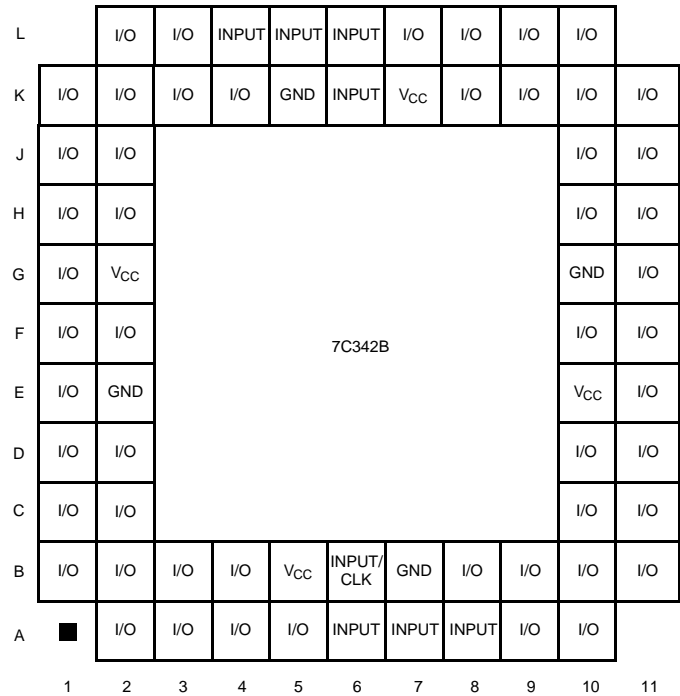 L I/O I/O INPUT INPUT INPUT I/O I/O I/O I/O
K I/O I/O I/O I/O GND INPUT VCC I/O I/O I/O I/O
J I/O I/O I/O I/O
H I/O I/O I/O I/O
G I/O VCC GND I/O
F I/O I/O 7C342B I/O I/O
E I/O GND VCC I/O
D I/O I/O I/O I/O
C I/O I/O I/O I/O
B I/O I/O I/O I/O VCC INPUT/ CLK GND I/O I/O I/O I/O
A I/O I/O I/O I/O INPUT INPUT INPUT I/O I/O
1 2 3 4 5 6 7 8 9 10 11